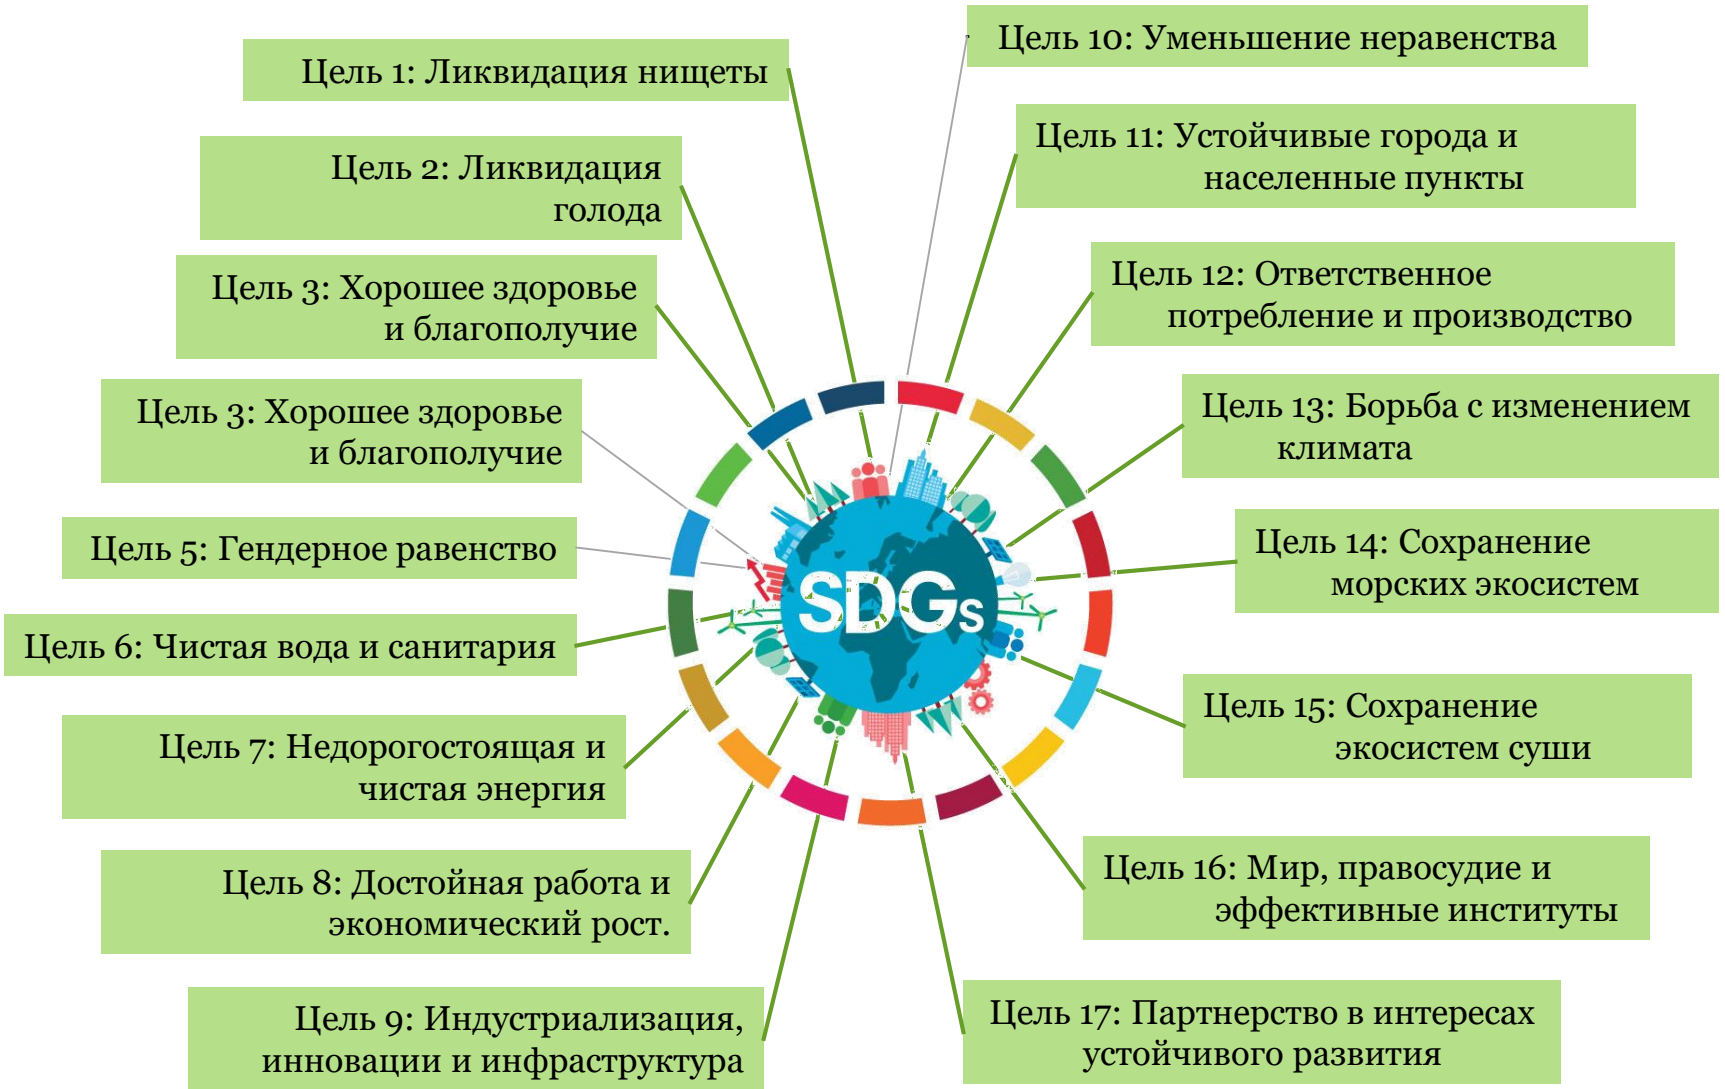 Цель 1: Ликвидация нищеты
Цель 2: Ликвидация
голода
Цель 3: Хорошее здоровье
и благополучие
Цель 3: Хорошее здоровье
и благополучие
Цель 5: Гендерное равенство
Цель 6: Чистая вода и санитария
Цель 7: Недорогостоящая и
чистая энергия
Цель 8: Достойная работа и
экономический рост.
Цель 9: Индустриализация,
инновации и инфраструктура
SDGs
Цель 10: Уменьшение неравенства
Цель 11: Устойчивые города и
населенные пункты
Цель 12: Ответственное
потребление и производство
Цель 13: Борьба с изменением
климата
Цель 14: Сохранение
морских экосистем
Цель 15: Сохранение
экосистем суши
Цель 16: Мир, правосудие и
эффективные институты
Цель 17: Партнерство в интересах
устойчивого развития